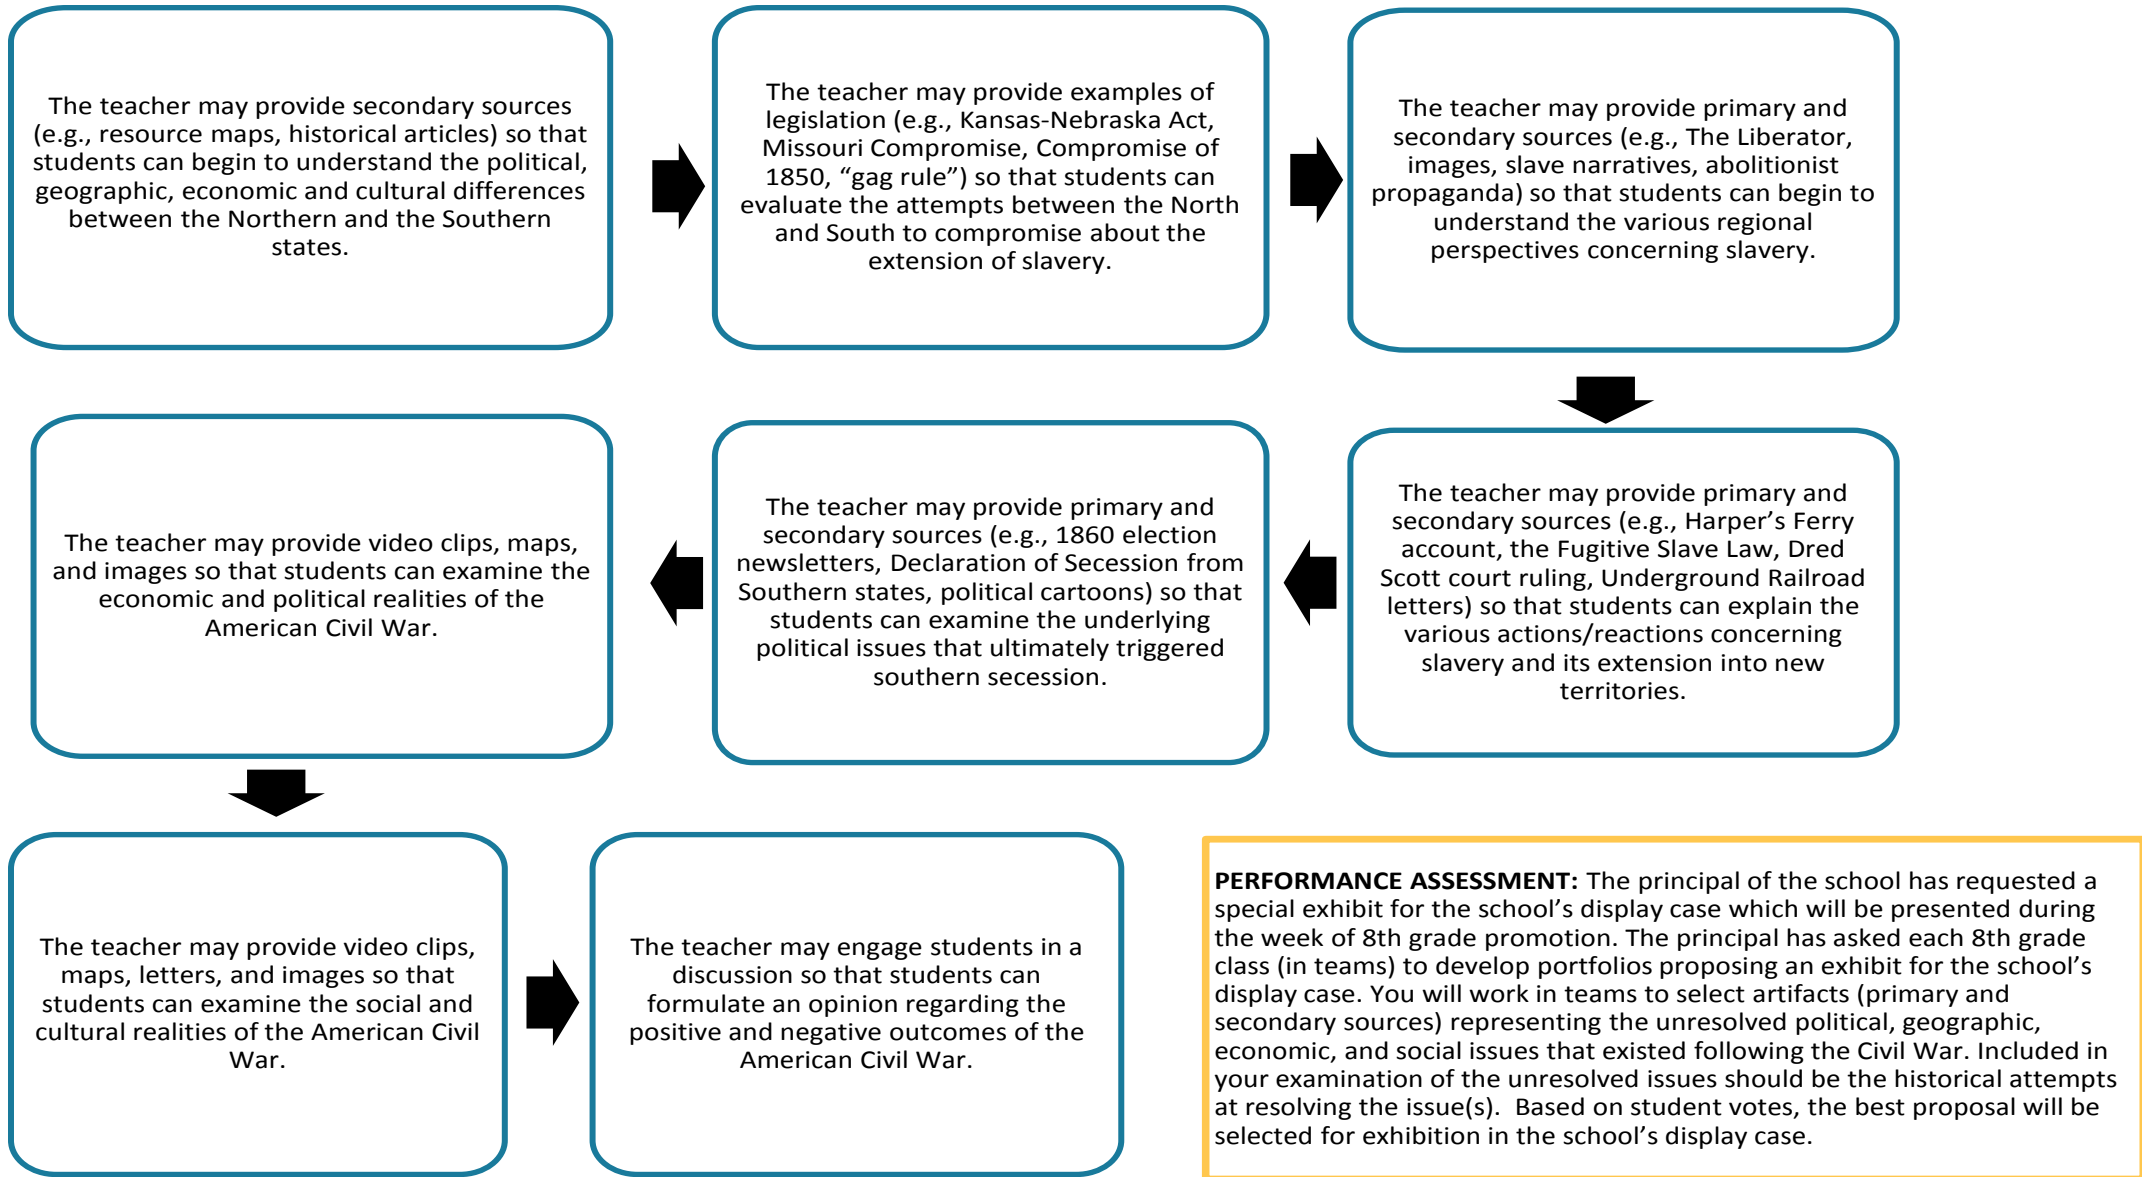 The teacher may provide secondary sources
(e.g., resource maps, historical articles) so that
students can begin to understand the political,
geographic, economic and cultural differences
between the Northern and the Southern
states.
The teacher may provide examples of
legislation (e.g., Kansas-Nebraska Act,
Missouri Compromise, Compromise of
1850, “gag rule”) so that students can
evaluate the attempts between the North
and South to compromise about the
extension of slavery.
The teacher may provide primary and
secondary sources (e.g., The Liberator,
images, slave narratives, abolitionist
propaganda) so that students can begin to
understand the various regional
perspectives concerning slavery.
The teacher may provide primary and
secondary sources (e.g., Harper’s Ferry
account, the Fugitive Slave Law, Dred
Scott court ruling, Underground Railroad
letters) so that students can explain the
various actions/reactions concerning
slavery and its extension into new
territories.
The teacher may provide primary and
secondary sources (e.g., 1860 election
newsletters, Declaration of Secession from
Southern states, political cartoons) so that
students can examine the underlying
political issues that ultimately triggered
southern secession.
The teacher may provide video clips, maps,
and images so that students can examine the
economic and political realities of the
American Civil War.
The teacher may provide video clips,
maps, letters, and images so that
students can examine the social and
cultural realities of the American Civil
War.
The teacher may engage students in a
discussion so that students can
formulate an opinion regarding the
positive and negative outcomes of the
American Civil War.
PERFORMANCE ASSESSMENT: The principal of the school has requested a
special exhibit for the school’s display case which will be presented during
the week of 8th grade promotion. The principal has asked each 8th grade
class (in teams) to develop portfolios proposing an exhibit for the school’s
display case. You will work in teams to select artifacts (primary and
secondary sources) representing the unresolved political, geographic,
economic, and social issues that existed following the Civil War. Included in
your examination of the unresolved issues should be the historical attempts
at resolving the issue(s).  Based on student votes, the best proposal will be
selected for exhibition in the school’s display case.